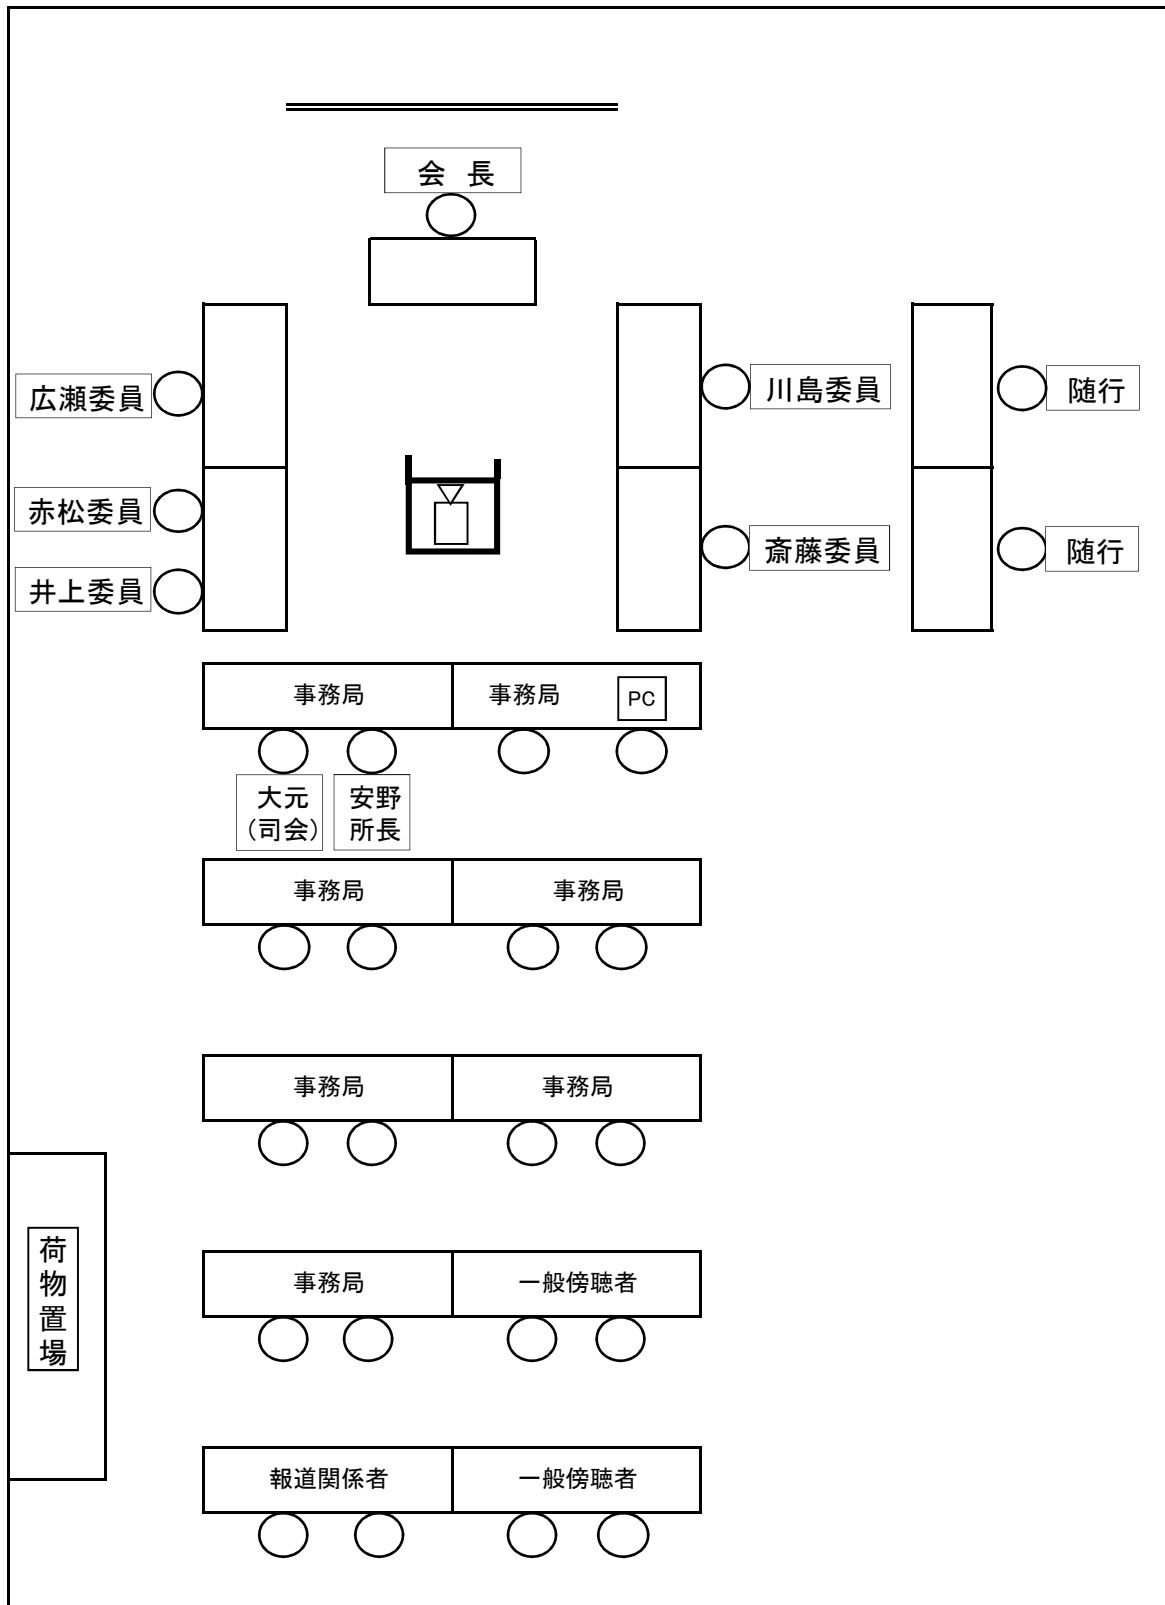 会 長
広瀬委員
川島委員
随行
赤松委員
斎藤委員
随行
井上委員
事務局
事務局
PC
大元
(司会)
安野
所長
事務局
事務局
事務局
事務局
荷物置場
事務局
一般傍聴者
報道関係者
一般傍聴者